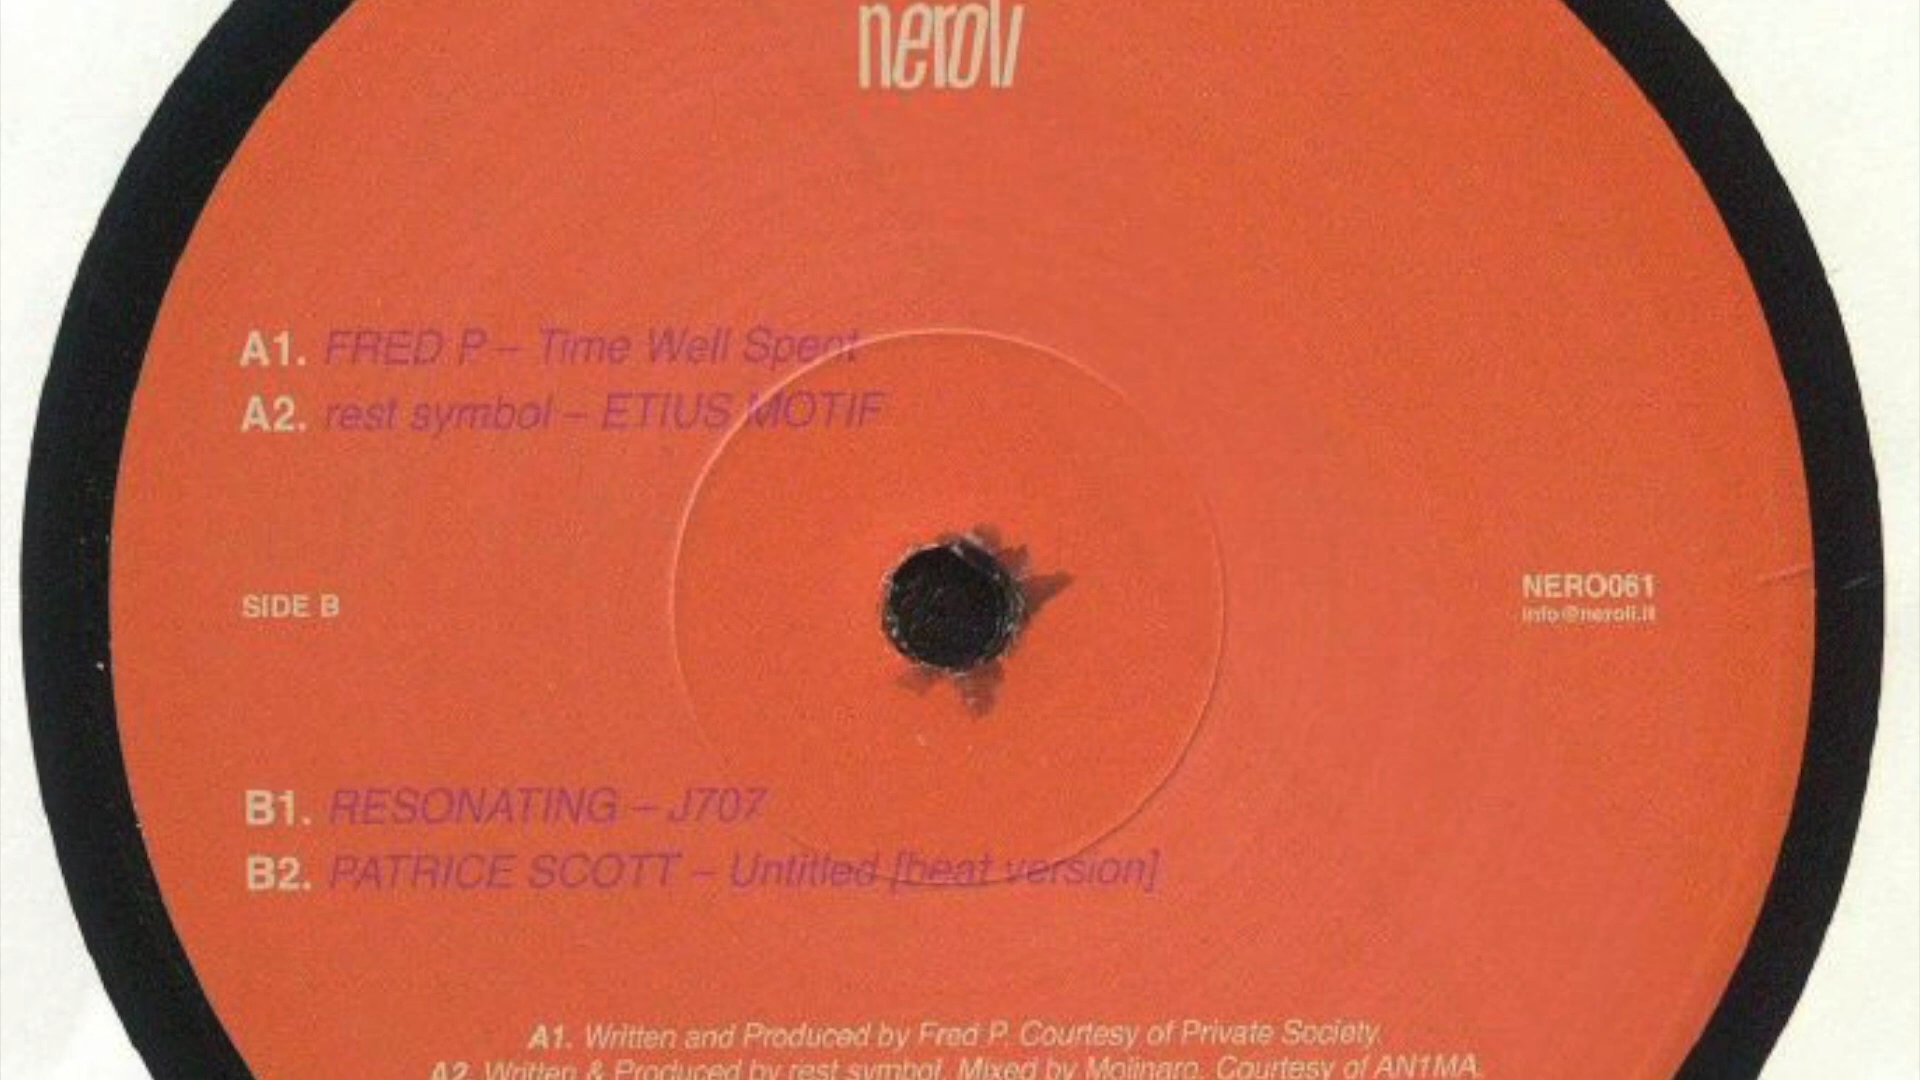 neroli
A1. FRED P – Time Well Spent
A2. rest symbol – ETIUS MOTIF
SIDE B
NERO061
info@neroli.it
B1. RESONATING – J707
B2. PATRICE SCOTT – Untitled [beat version]
A1. Written and Produced by Fred P. Courtesy of Private Society.
A2. Written & Produced by rest symbol. Mixed by Molinaro. Courtesy of AN1MA.